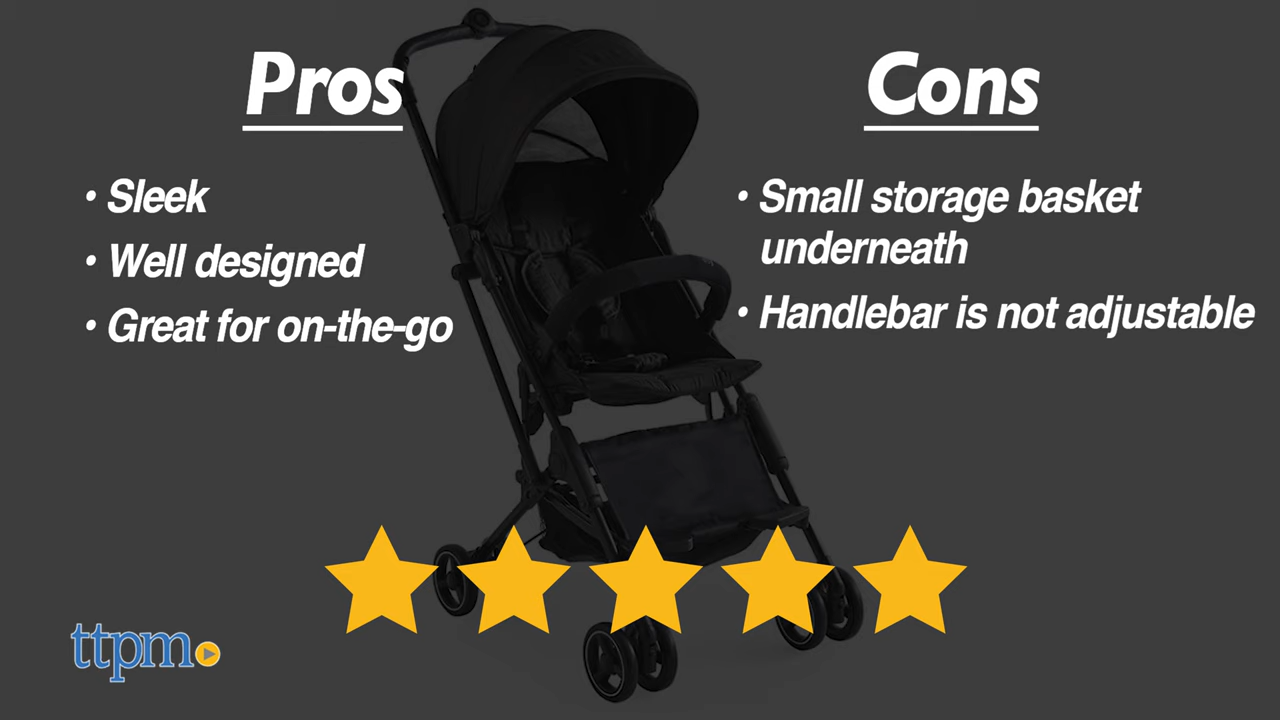 Pros
• Sleek
• Well designed
• Great for on-the-go
Cons
• Small storage basket
underneath
• Handlebar is not adjustable
ttpm